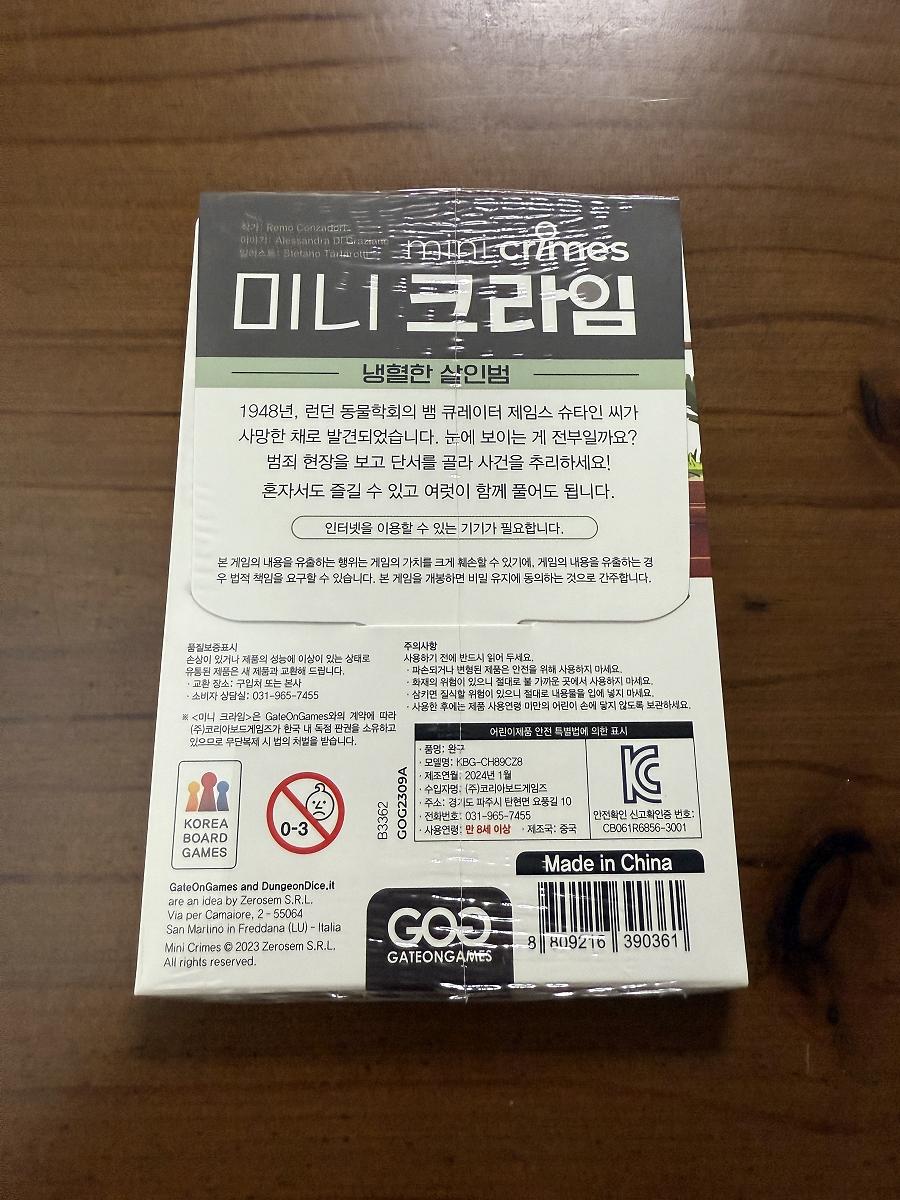 작가: Remo Conzadori
이야기: Alessandra Di Graziano
일러스트: Stefano Tartarotti
mini crimes
미니 크라임
냉혈한 살인범
1948년, 런던 동물학회의 뱀 큐레이터 제임스 슈타인 씨가
사망한 채로 발견되었습니다. 눈에 보이는 게 전부일까요?
범죄 현장을 보고 단서를 골라 사건을 추리하세요!
혼자서도 즐길 수 있고 여럿이 함께 풀어도 됩니다.
인터넷을 이용할 수 있는 기기가 필요합니다.
본 게임의 내용을 유출하는 행위는 게임의 가치를 크게 훼손할 수 있기에, 게임의 내용을 유출하는 경
우 법적 책임을 요구할 수 있습니다. 본 게임을 개봉하면 비밀 유지에 동의하는 것으로 간주합니다.
품질보증표시
손상이 있거나 제품의 성능에 이상이 있는 상태로
유통된 제품은 새 제품과 교환해 드립니다.
· 교환 장소: 구입처 또는 본사
· 소비자 상담실: 031-965-7455
※ <미니 크라임>은 GateOnGames와의 계약에 따라
(주)코리아보드게임즈가 한국 내 독점 판권을 소유하고
있으므로 무단복제 시 법의 처벌을 받습니다.
주의사항
사용하기 전에 반드시 읽어 두세요.
· 파손되거나 변형된 제품은 안전을 위해 사용하지 마세요.
· 화재의 위험이 있으니 절대로 불 가까운 곳에서 사용하지 마세요.
· 삼키면 질식할 위험이 있으니 절대로 내용물을 입에 넣지 마세요.
· 사용한 후에는 제품 사용연령 미만의 어린이 손에 닿지 않도록 보관하세요.
KOREA
BOARD
GAMES
0-3
B3362
GOG2309A
어린이제품 안전 특별법에 의한 표시
· 품명: 완구
· 모델명: KBG-CH89CZ8
· 제조연월: 2024년 1월
· 수입자명: (주)코리아보드게임즈
· 주소: 경기도 파주시 탄현면 요풍길 10
· 전화번호: 031-965-7455
· 사용연령: 만 8세 이상 · 제조국: 중국
안전확인 신고확인증 번호:
CB061R6856-3001
GateOnGames and DungeonDice.it
are an idea by Zerosem S.R.L.
Via per Camaiore, 2 - 55064
San Martino in Freddana (LU) - Italia
Mini Crimes © 2023 Zerosem S.R.L.
All rights reserved.
GOG
GATEONGAMES
Made in China
8 809216 390361